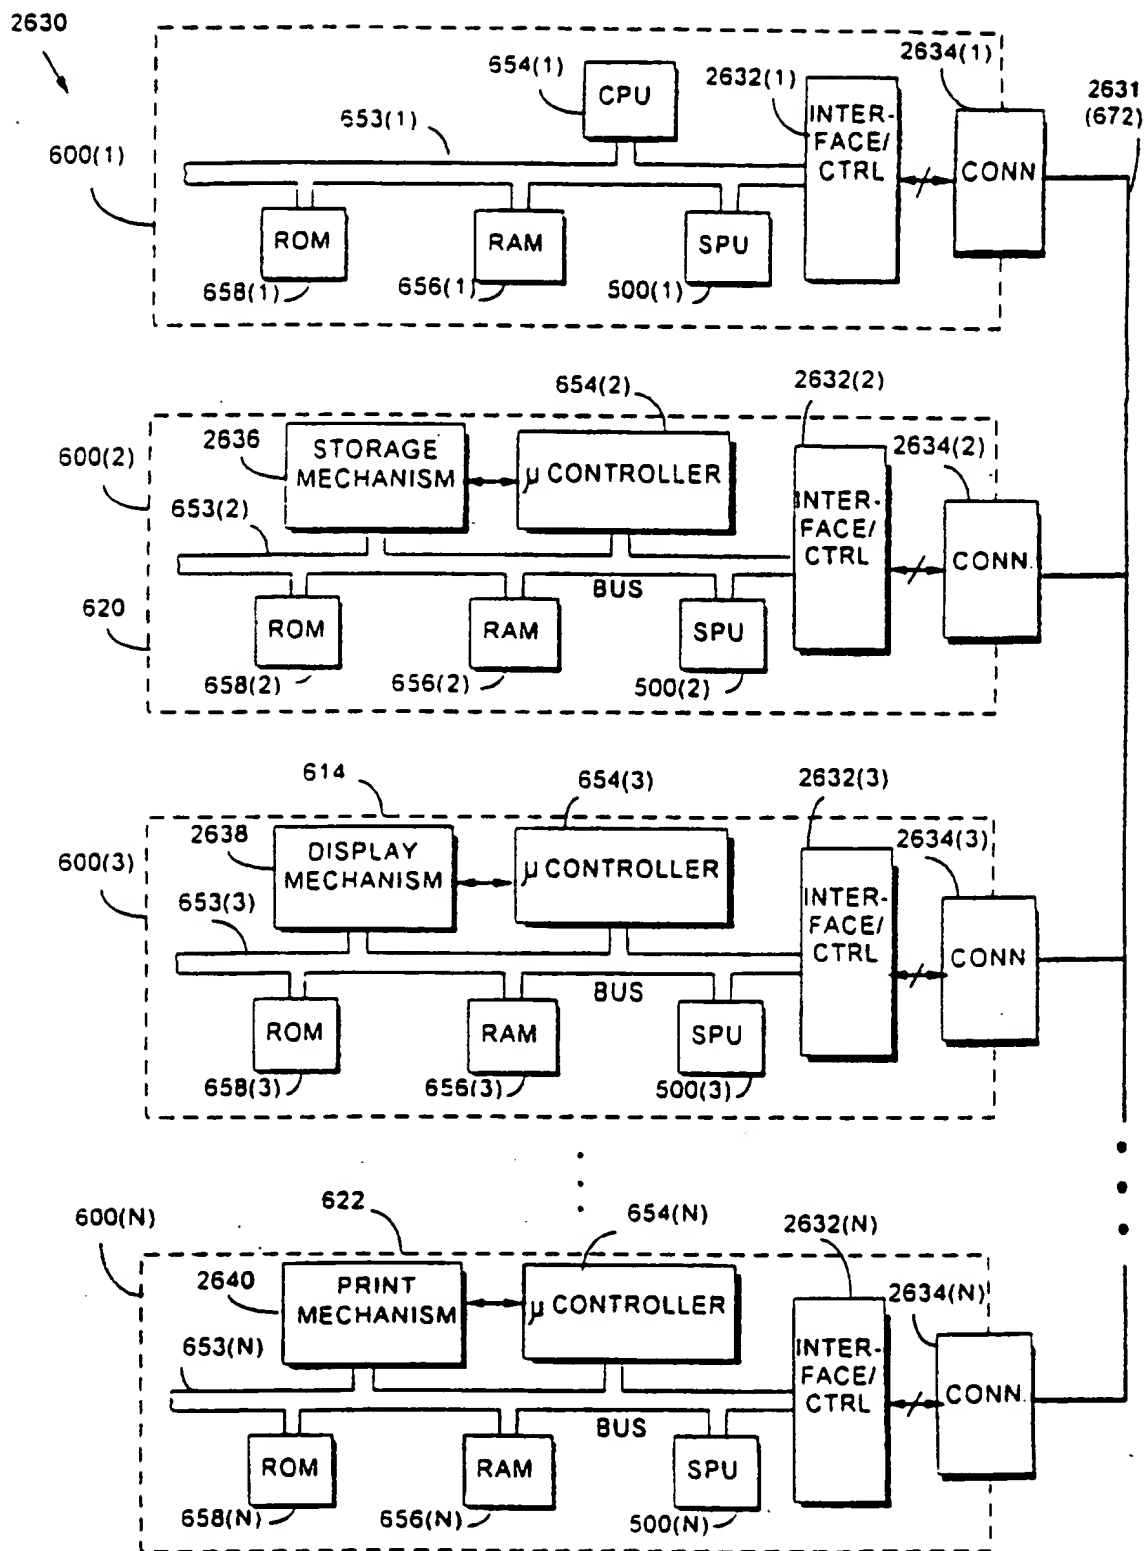 2630
654(1)
CPU
2632(1)
2634(1)
2631
(672)
653(1)
INTER-
FACE/
CTRL
CONN
600(1)
ROM
RAM
SPU
658(1)
656(1)
500(1)
654(2)
2632(2)
2634(2)
600(2)
2636
STORAGE
MECHANISM
µ CONTROLLER
INTER-
FACE/
CTRL
CONN.
653(2)
BUS
620
ROM
RAM
SPU
658(2)
656(2)
500(2)
614
654(3)
2632(3)
2634(3)
600(3)
2638
DISPLAY
MECHANISM
µ CONTROLLER
INTER-
FACE/
CTRL
CONN
653(3)
BUS
ROM
RAM
SPU
658(3)
656(3)
500(3)
622
654(N)
2632(N)
2634(N)
600(N)
2640
PRINT
MECHANISM
µ CONTROLLER
INTER-
FACE/
CTRL
CONN.
653(N)
BUS
ROM
RAM
SPU
658(N)
656(N)
500(N)